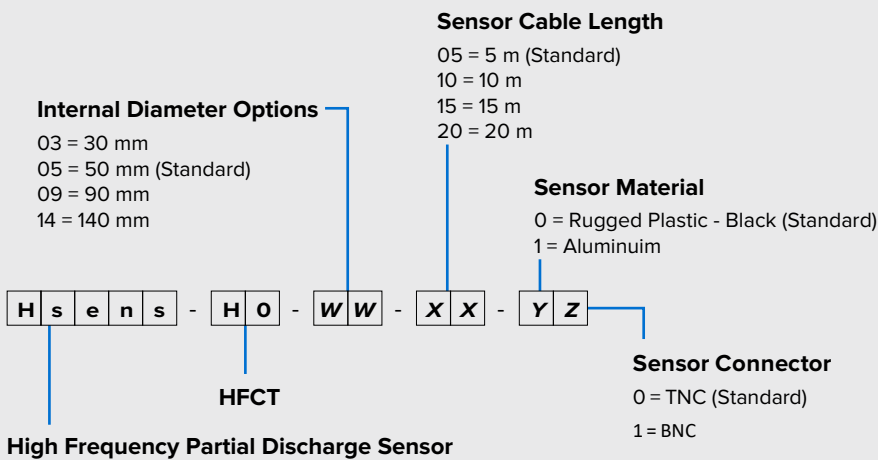 Sensor Cable Length
05 = 5 m (Standard)
10 = 10 m
15 = 15 m
20 = 20 m
Internal Diameter Options
03 = 30 mm
05 = 50 mm (Standard)
09 = 90 mm
14 = 140 mm
Sensor Material
0 = Rugged Plastic - Black (Standard)
1 = Aluminuim
H s e n s - H 0 - W W - X X - Y Z
Sensor Connector
0 = TNC (Standard)
1 = BNC
HFCT
High Frequency Partial Discharge Sensor